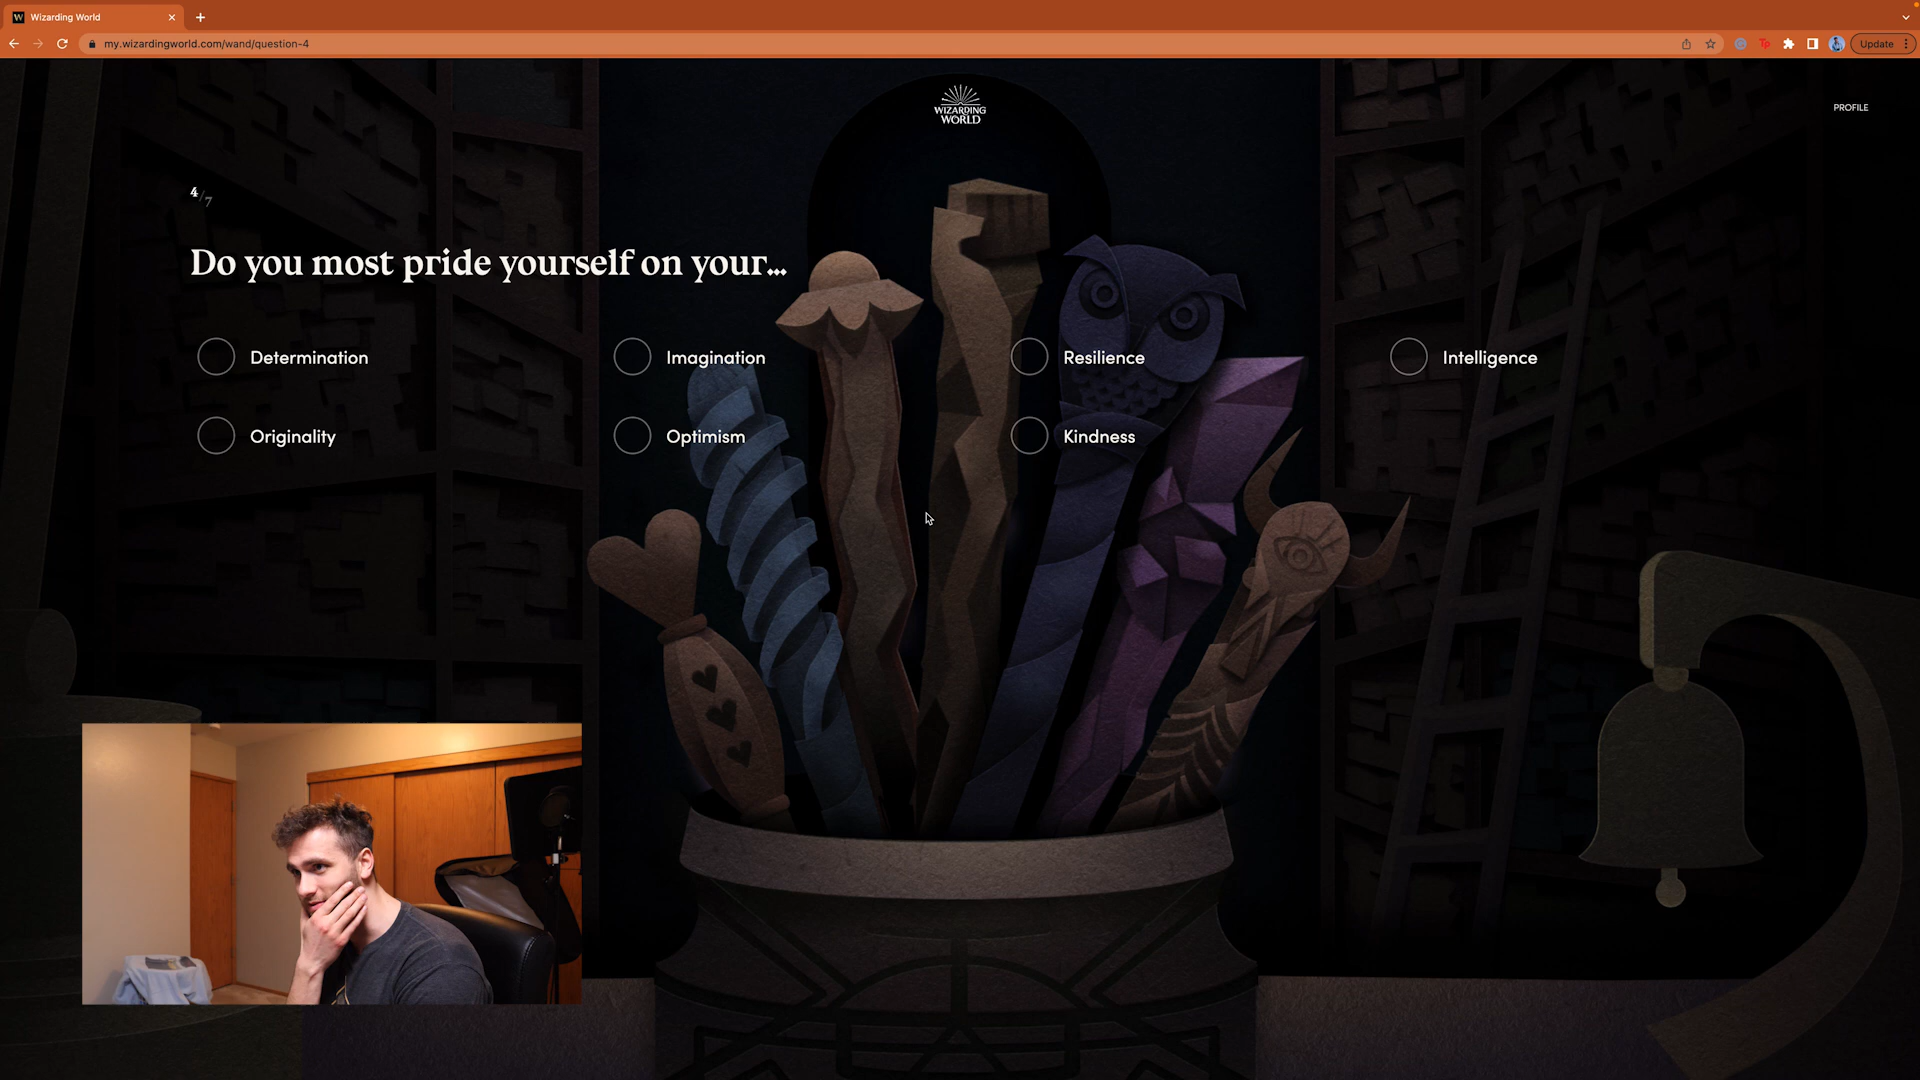 W Wizarding World
my.wizardingworld.com/wand/question-4
Tp
Update
WIZARDING
WORLD
PROFILE
4/7
Do you most pride yourself on your...
Determination
Imagination
Resilience
Intelligence
Originality
Optimism
Kindness